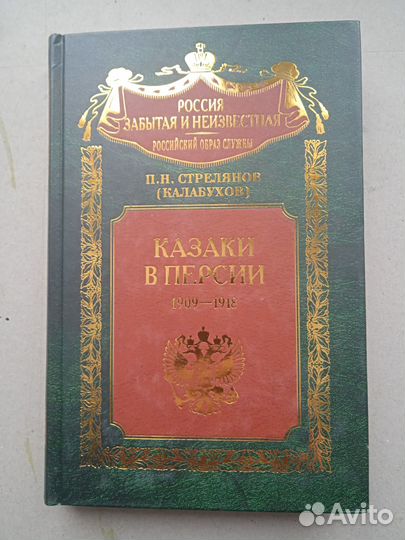 РОССИЯ
ЗАБЫТАЯ И НЕИЗВЕСТНАЯ
РОССИЙСКИЙ ОБРАЗ СЛУЖБЫ
П.Н. СТРЕЛЯНОВ
(КАЛАБУХОВ)
КАЗАКИ
В ПЕРСИИ
1909—1918
Avito